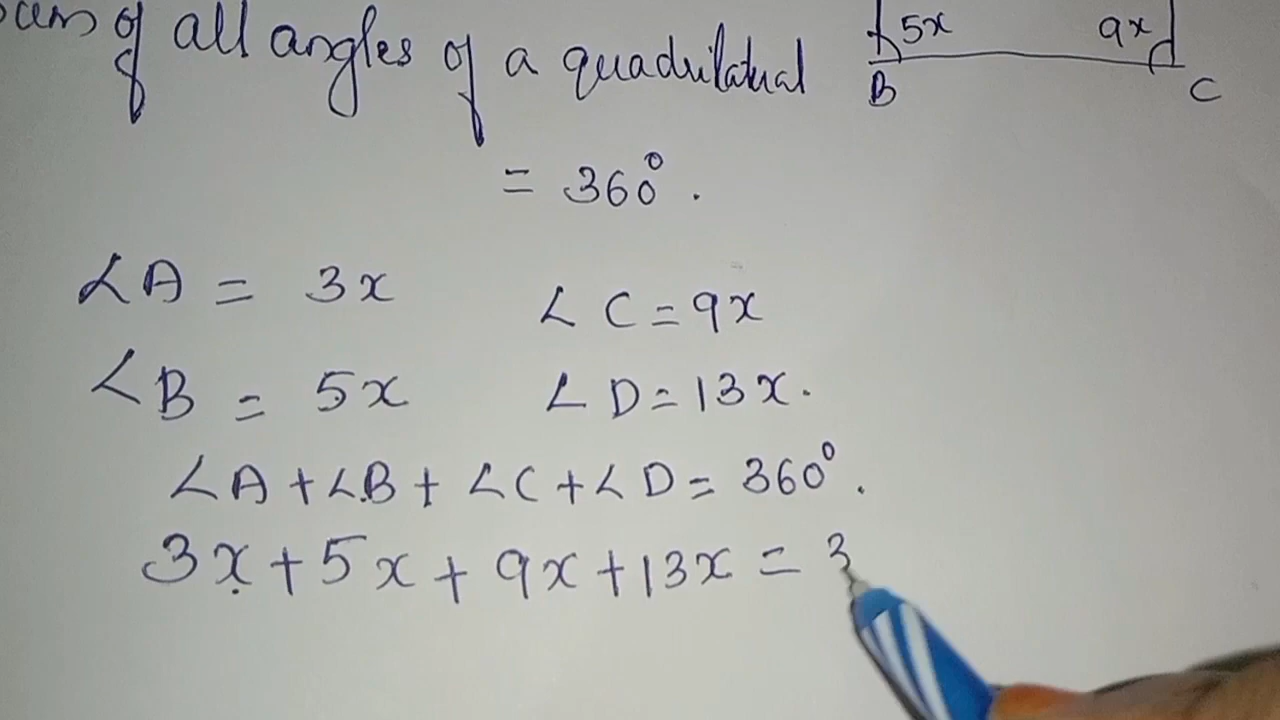 of all angles of a quadrilateral
5x 9x
B C
= 360° .
∠A = 3x ∠C = 9x
∠B = 5x ∠D = 13x.
∠A + ∠B + ∠C + ∠D = 360° .
3x + 5x + 9x + 13x = 3